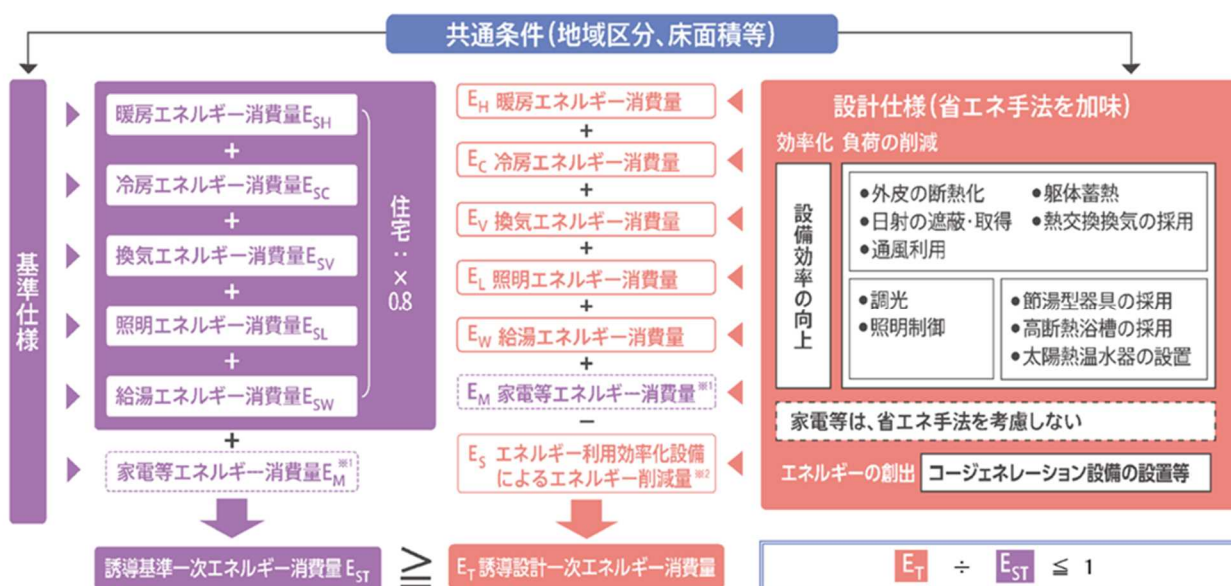 共通条件(地域区分、床面積等)
基準仕様
暖房エネルギー消費量E_SH
+
冷房エネルギー消費量E_SC
+
換気エネルギー消費量E_SV
+
照明エネルギー消費量E_SL
+
給湯エネルギー消費量E_SW
住宅:×0.8
+
家電等エネルギー消費量E_M※1
誘導基準一次エネルギー消費量 E_ST
≧
E_H 暖房エネルギー消費量
+
E_C 冷房エネルギー消費量
+
E_V 換気エネルギー消費量
+
E_L 照明エネルギー消費量
+
E_W 給湯エネルギー消費量
+
E_M 家電等エネルギー消費量※1
−
E_S エネルギー利用効率化設備
によるエネルギー削減量※2
E_T 誘導設計一次エネルギー消費量
設計仕様(省エネ手法を加味)
効率化 負荷の削減
設備効率の向上
●外皮の断熱化 ●躯体蓄熱
●日射の遮蔽・取得 ●熱交換換気の採用
●通風利用
●調光
●照明制御
●節湯型器具の採用
●高断熱浴槽の採用
●太陽熱温水器の設置
家電等は、省エネ手法を考慮しない
エネルギーの創出 コージェネレーション設備の設置等
E_T ÷ E_ST ≦ 1